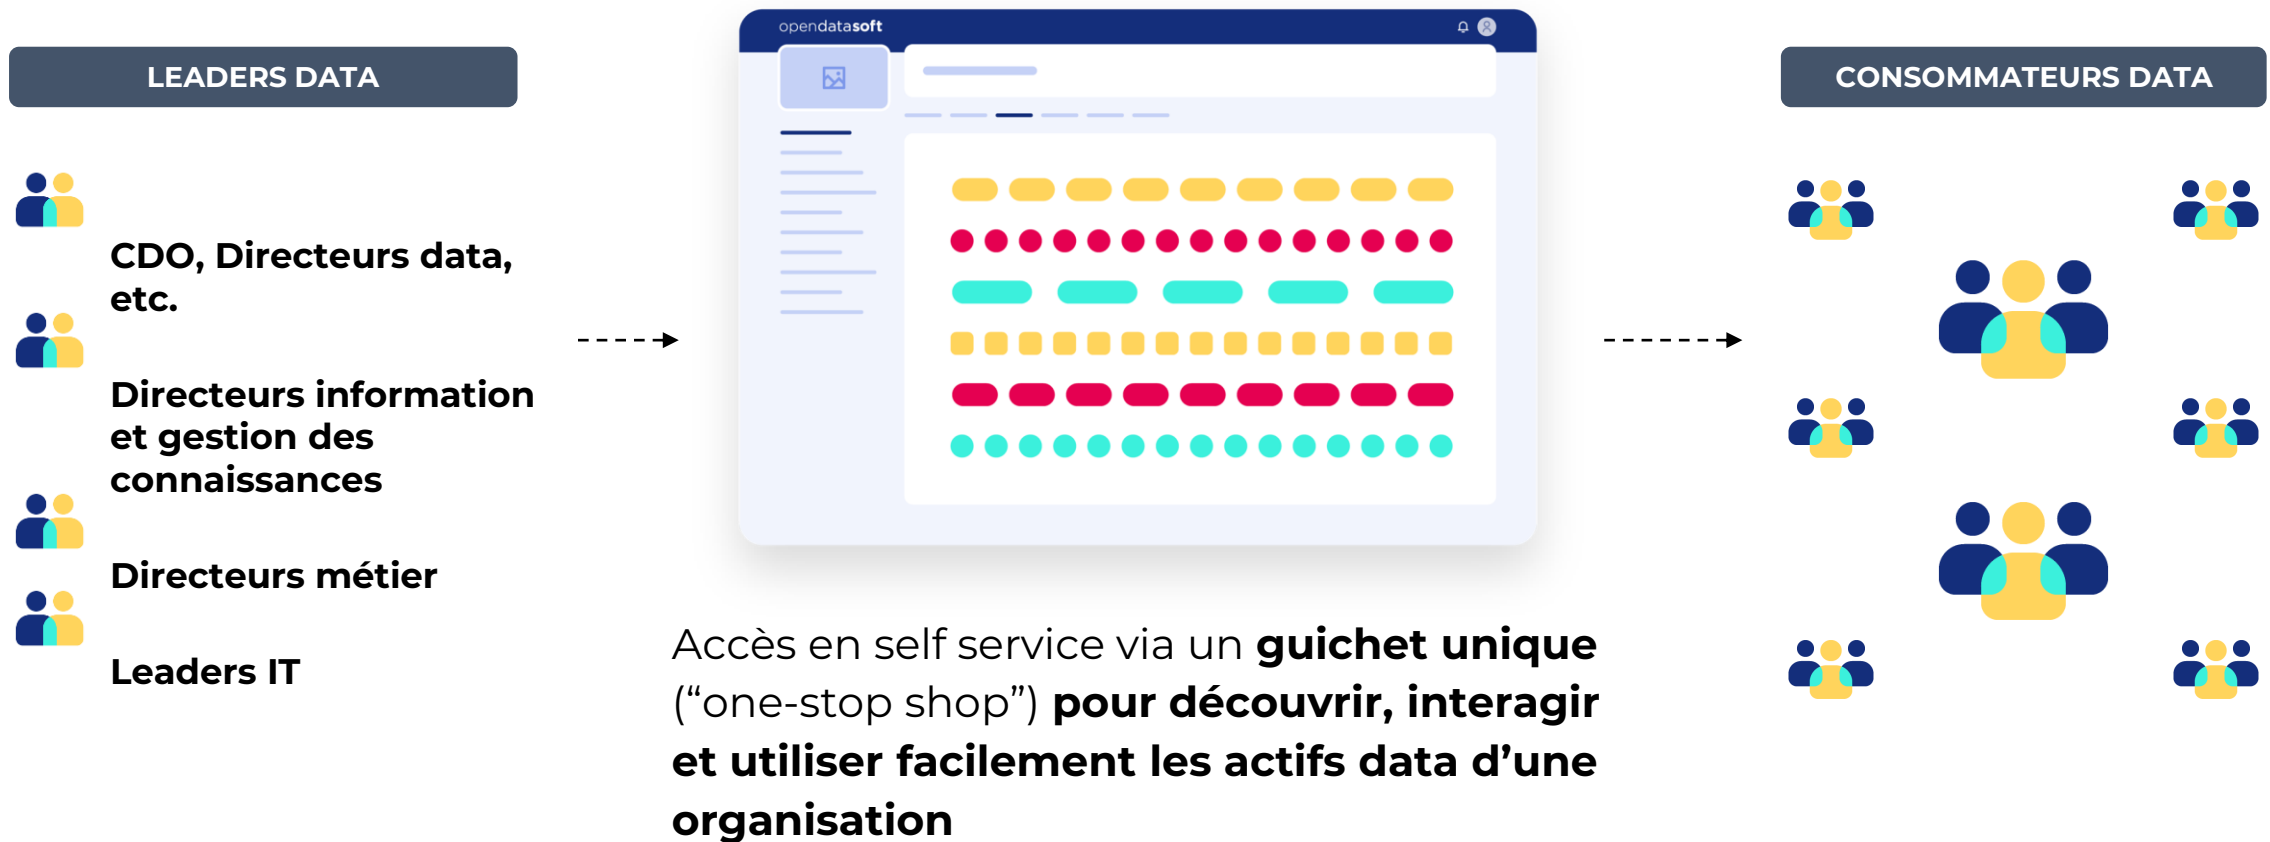 LEADERS DATA
CDO, Directeurs data,
etc.
Directeurs information
et gestion des
connaissances
Directeurs métier
Leaders IT
opendatasoft
Accès en self service via un guichet unique
(“one-stop shop”) pour découvrir, interagir
et utiliser facilement les actifs data d’une
organisation
CONSOMMATEURS DATA